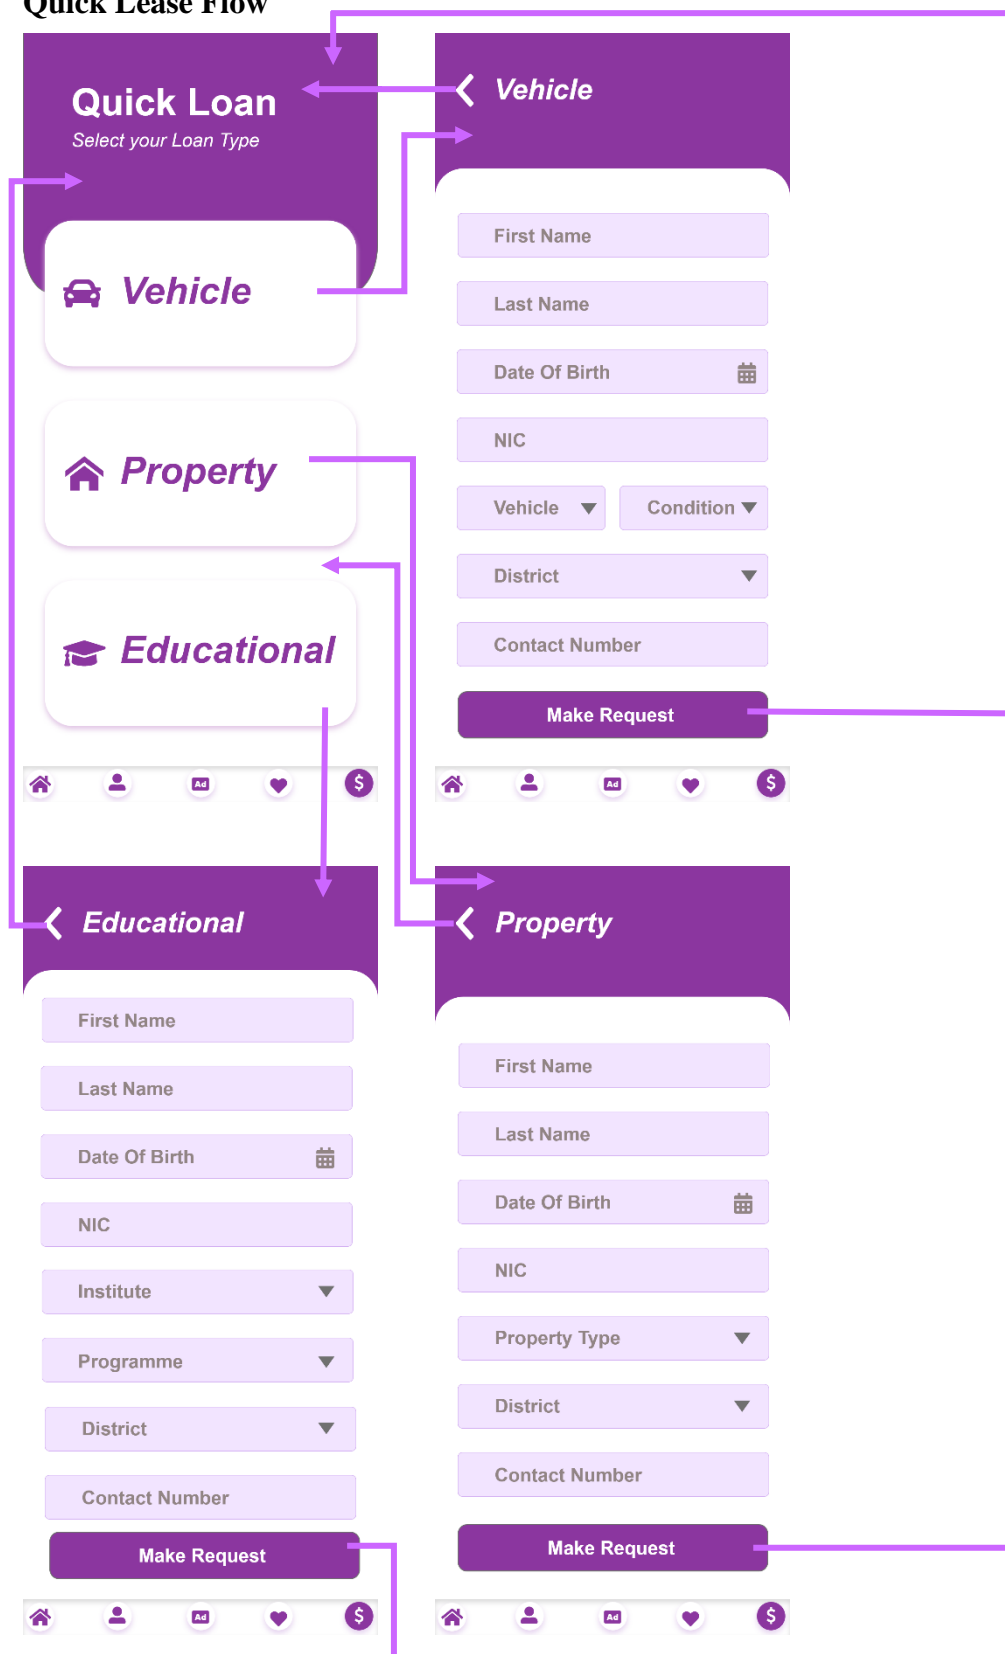 Quick Lease Flow
Quick Loan
Select your Loan Type
Vehicle
Property
Educational
Ad
Vehicle
First Name
Last Name
Date Of Birth
NIC
Vehicle Condition
District
Contact Number
Make Request
Ad
Educational
First Name
Last Name
Date Of Birth
NIC
Institute
Programme
District
Contact Number
Make Request
Ad
Property
First Name
Last Name
Date Of Birth
NIC
Property Type
District
Contact Number
Make Request
Ad